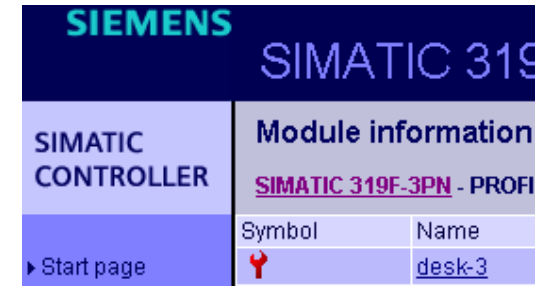 SIEMENS
SIMATIC 319
SIMATIC
CONTROLLER
Module information
SIMATIC 319F-3PN - PROFI
Symbol Name
Start page
desk-3